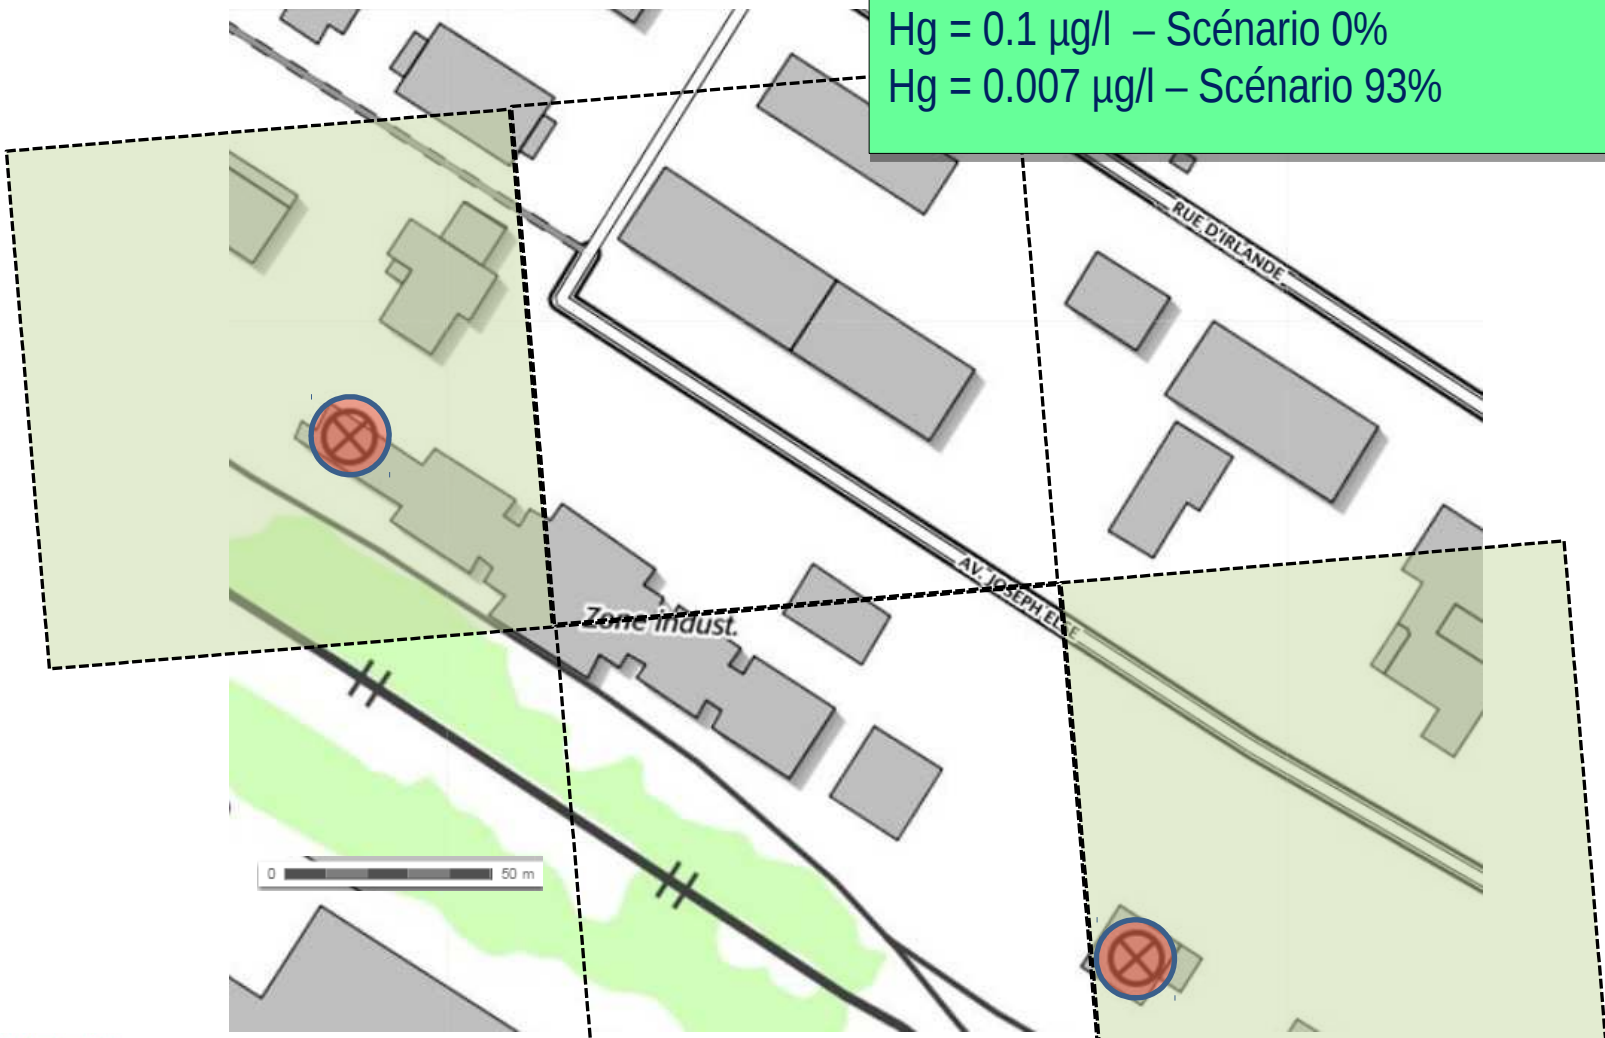 Hg = 0.1 µg/l – Scénario 0%
Hg = 0.007 µg/l – Scénario 93%
RUE D'IRLANDE
AV. JOSEPH
Zone indust.
0 50 m